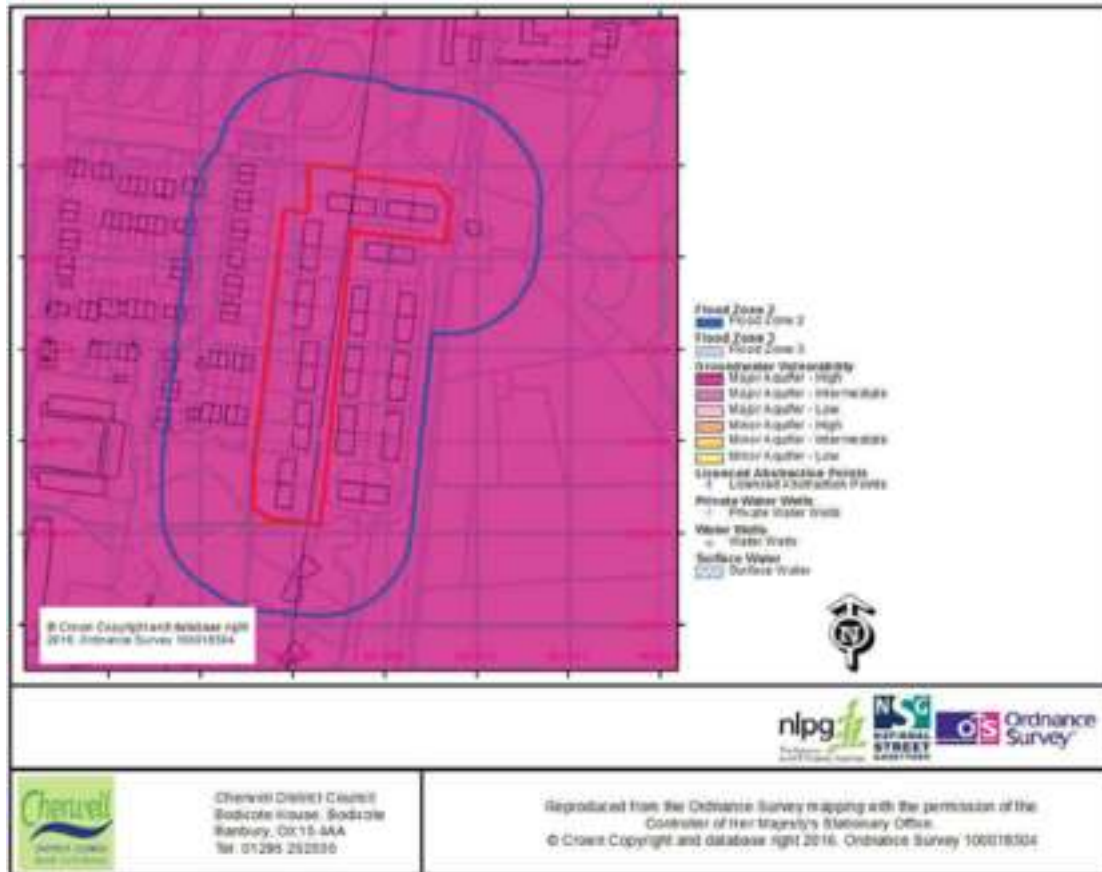 Flood Zone 2
Flood Zone 2
Flood Zone 3
Flood Zone 3
Groundwater Vulnerability
Major Aquifer - High
Major Aquifer - Intermediate
Major Aquifer - Low
Minor Aquifer - High
Minor Aquifer - Intermediate
Minor Aquifer - Low
Licenced Abstraction Points
Licenced Abstraction Points
Private Water Wells
Private Water Wells
Water Wells
Water Wells
Surface Water
Surface Water
N
© Crown Copyright and database right
2016. Ordnance Survey 100018504
nlpg
NSG
NATIONAL
STREET
GAZETTEER
OS
Ordnance
Survey
Cherwell
DISTRICT COUNCIL
Cherwell District Council
Bodicote House, Bodicote
Banbury, OX15 4AA
Tel: 01295
Reproduced from the Ordnance Survey mapping with the permission of the
Controller of Her Majesty's Stationary Office.
© Crown Copyright and database right 2016. Ordnance Survey 100018504